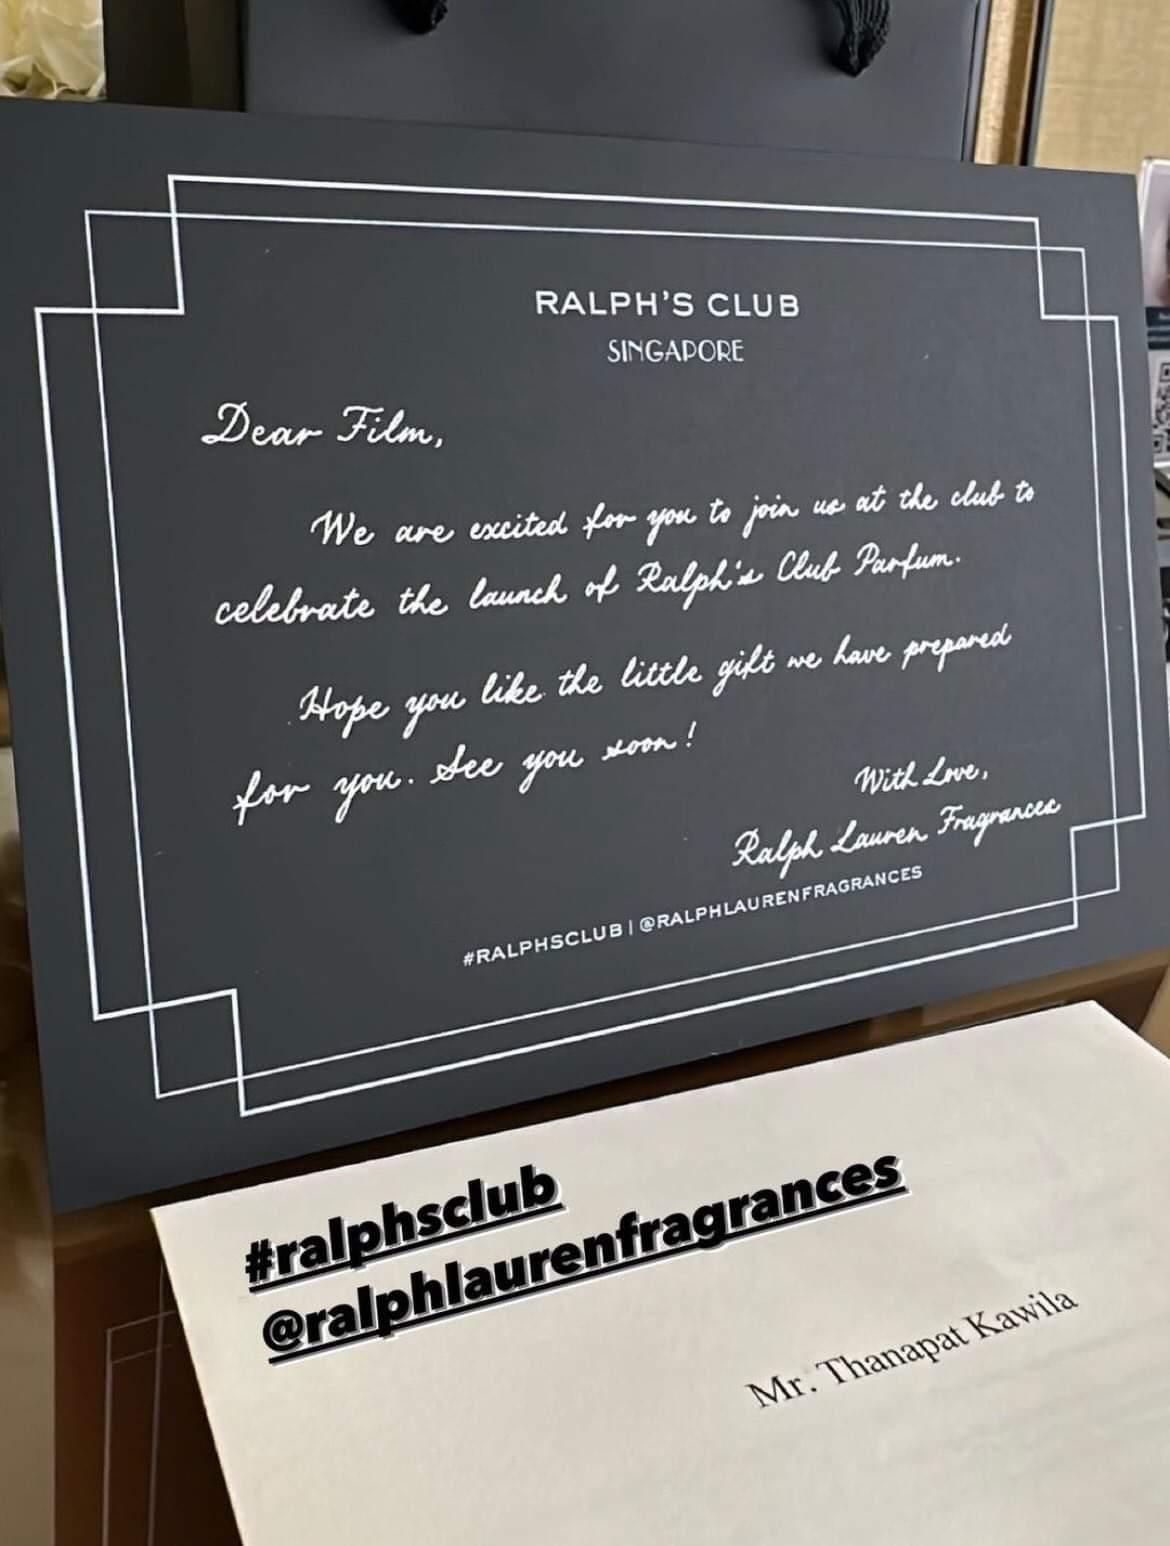 RALPH'S CLUB
SINGAPORE
Dear Film,
We are excited for you to join us at the club to
celebrate the launch of Ralph's Club Parfum.
Hope you like the little gift we have prepared
for you. See you soon!
With Love,
Ralph Lauren Fragrances
#RALPHSCLUB | @RALPHLAURENFRAGRANCES
#ralphsclub
@ralphlaurenfragrances
Mr. Thanapat Kawila